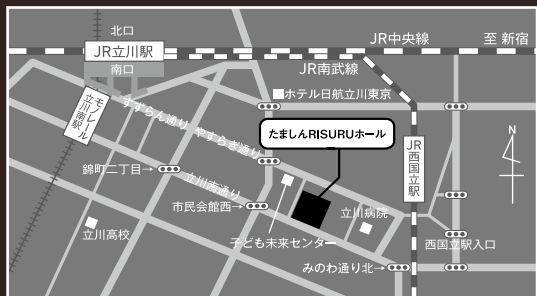 北口
JR立川駅
南口
JR中央線
至 新宿
JR南武線
ホテル日航立川東京
モノレール
立川南駅
すずらん通り
やすらぎ通り
たましんRISURUホール
JR
西国立駅
N
錦町二丁目→
立川南通り
市民会館西→
立川高校
子ども未来センター
立川病院
西国立駅入口
みのわ通り北→